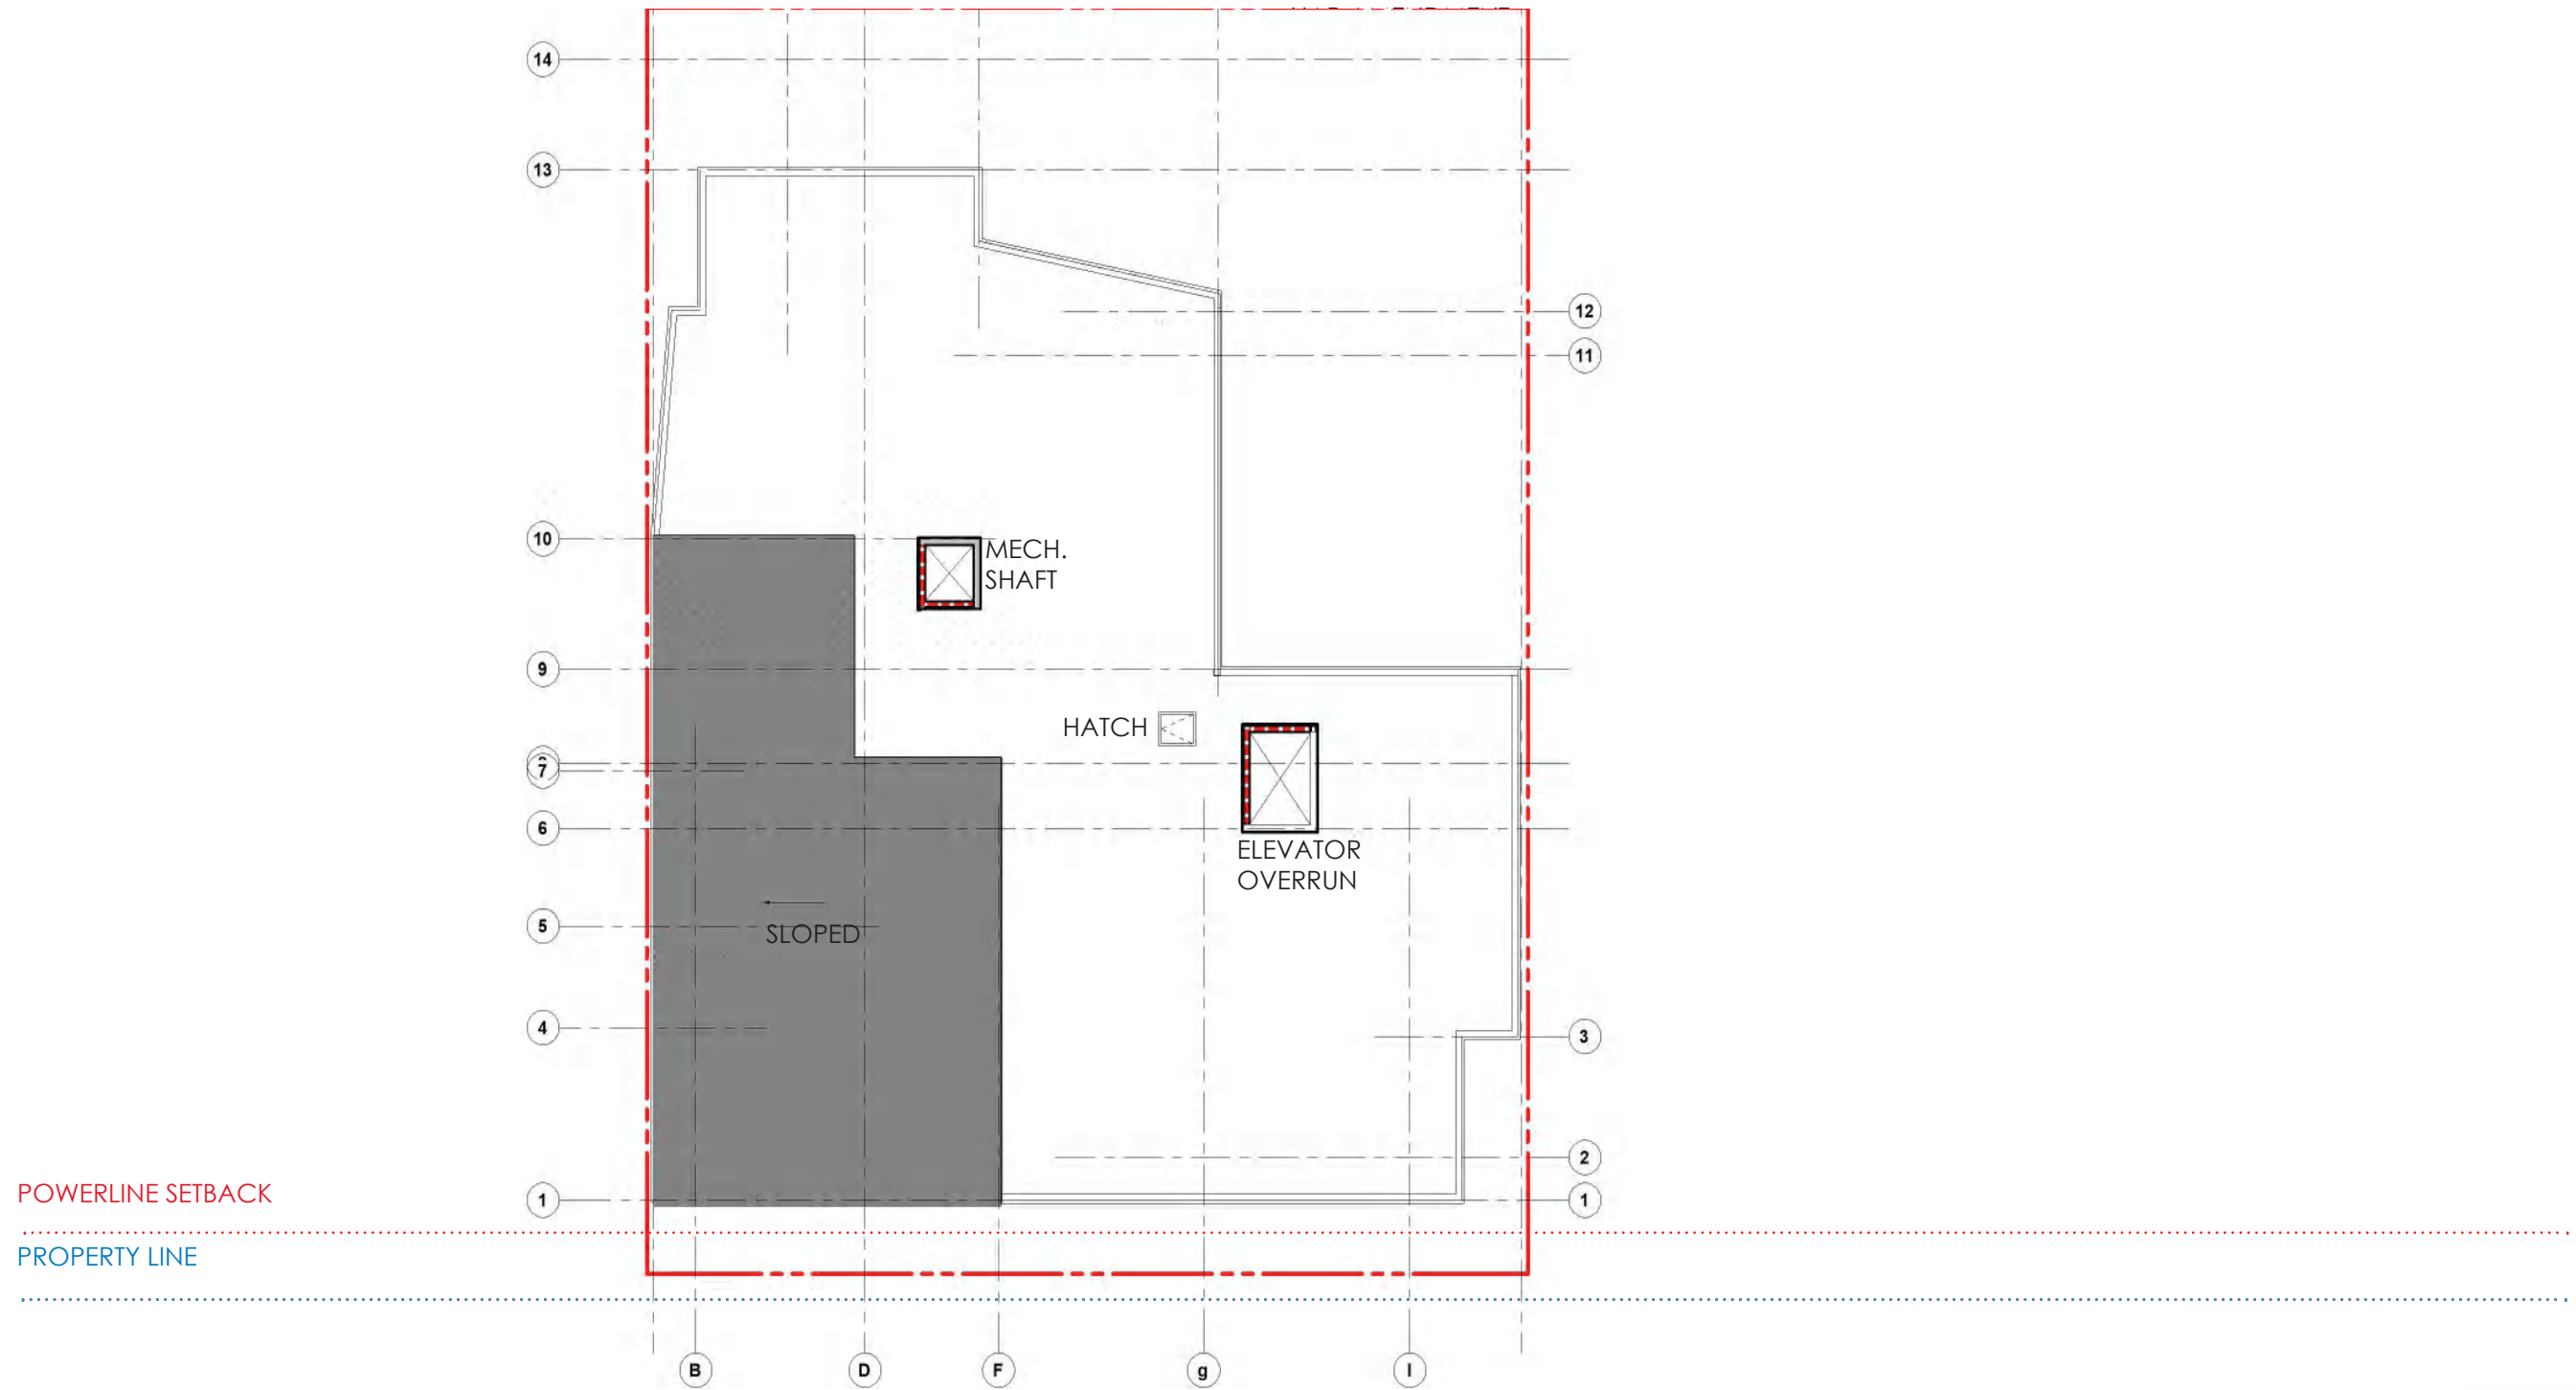 14
13
12
11
10
MECH.
SHAFT
9
HATCH
7
6
ELEVATOR
OVERRUN
5
SLOPED
4
3
2
POWERLINE SETBACK
1
1
PROPERTY LINE
B
D
F
g
I